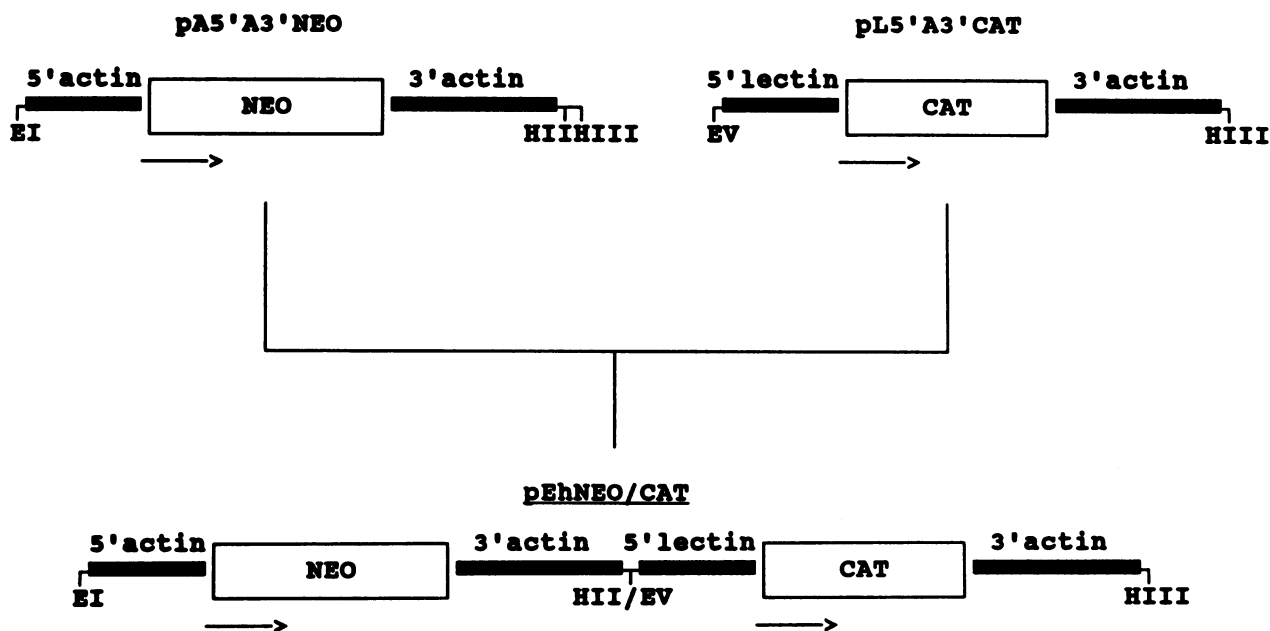 pA5'A3'NEO
pL5'A3'CAT
5'actin
3'actin
NEO
EI
HIIHIII
5'lectin
3'actin
CAT
EV
HIII
pEhNEO/CAT
5'actin
3'actin
5'lectin
3'actin
NEO
CAT
EI
HII/EV
HIII